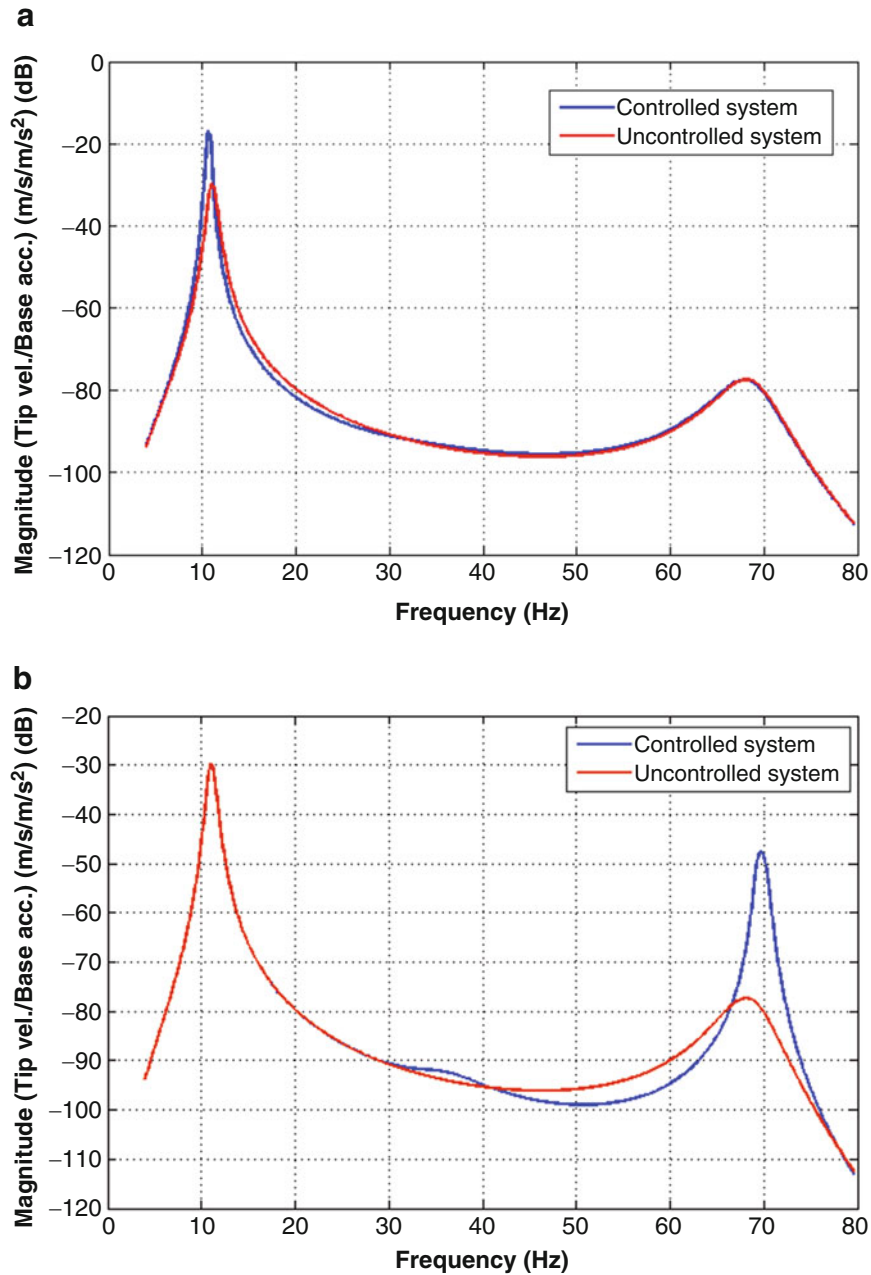 a
0
−20
−40
−60
−80
−100
−120
Magnitude (Tip vel./Base acc.) (m/s/m/s²) (dB)
Controlled system
Uncontrolled system
0 10 20 30 40 50 60 70 80
Frequency (Hz)
b
−20
−30
−40
−50
−60
−70
−80
−90
−100
−110
−120
Magnitude (Tip vel./Base acc.) (m/s/m/s²) (dB)
Controlled system
Uncontrolled system
0 10 20 30 40 50 60 70 80
Frequency (Hz)